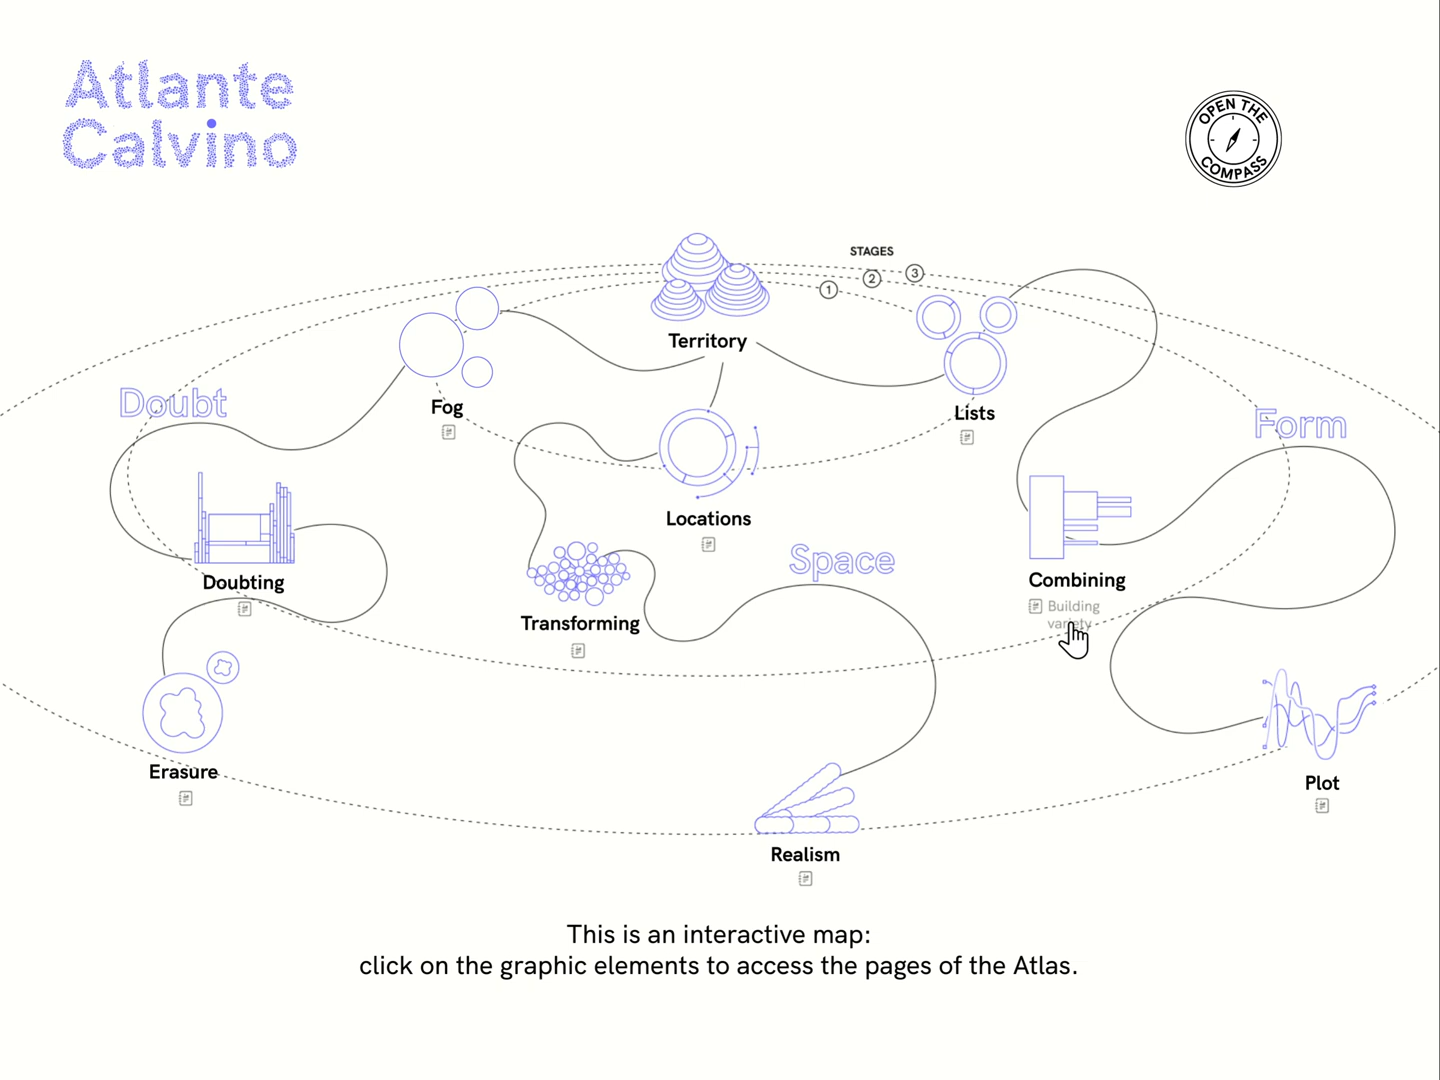 Atlante
Calvino
OPEN THE
COMPASS
STAGES
1
2
3
Territory
Fog
Doubt
Lists
Form
Locations
Space
Doubting
Combining
Building
variety
Transforming
Erasure
Plot
Realism
This is an interactive map:
click on the graphic elements to access the pages of the Atlas.